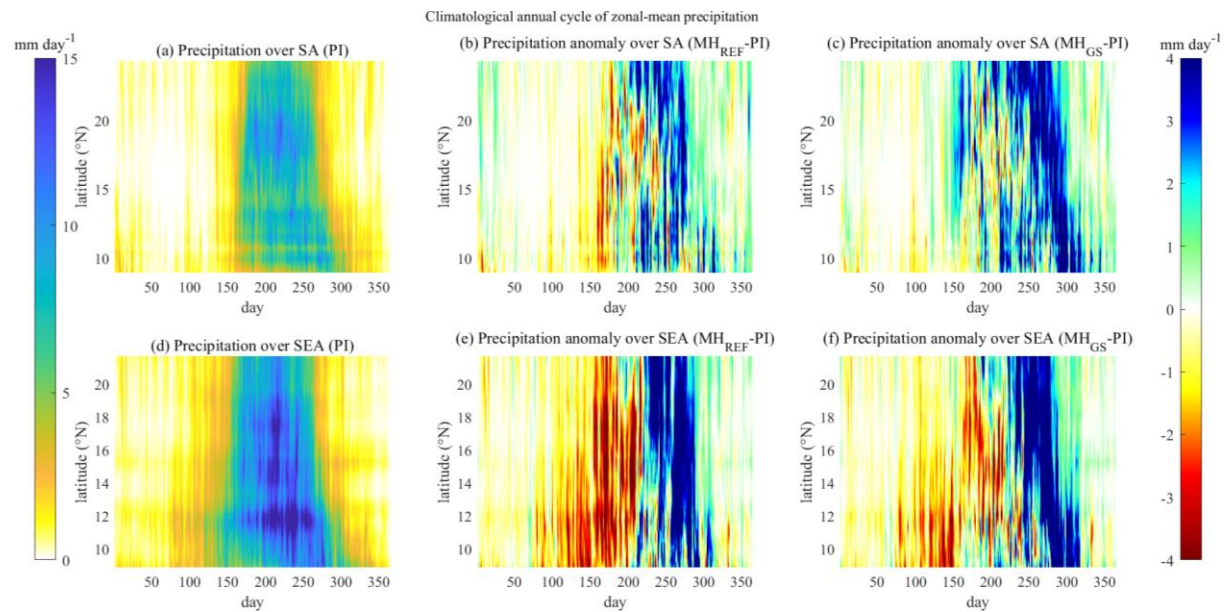 Climatological annual cycle of zonal-mean precipitation
mm day⁻¹
(a) Precipitation over SA (PI)
(b) Precipitation anomaly over SA (MH_REF-PI)
(c) Precipitation anomaly over SA (MH_GS-PI)
mm day⁻¹
15
10
5
0
latitude (°N)
20
15
10
50 100 150 200 250 300 350
day
latitude (°N)
20
15
10
50 100 150 200 250 300 350
day
latitude (°N)
20
15
10
50 100 150 200 250 300 350
day
4
3
2
1
0
-1
-2
-3
-4
(d) Precipitation over SEA (PI)
(e) Precipitation anomaly over SEA (MH_REF-PI)
(f) Precipitation anomaly over SEA (MH_GS-PI)
latitude (°N)
20
18
16
14
12
10
50 100 150 200 250 300 350
day
latitude (°N)
20
18
16
14
12
10
50 100 150 200 250 300 350
day
latitude (°N)
20
18
16
14
12
10
50 100 150 200 250 300 350
day